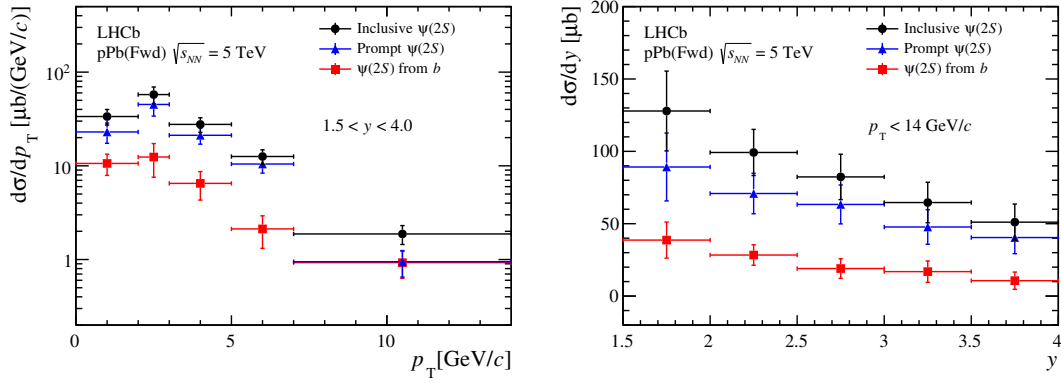 LHCb
pPb(Fwd) √s_NN = 5 TeV
Inclusive ψ(2S)
Prompt ψ(2S)
ψ(2S) from b
1.5 < y < 4.0
dσ/dp_T [μb/(GeV/c)]
10²
10
1
0 5 10
p_T [GeV/c]
LHCb
pPb(Fwd) √s_NN = 5 TeV
Inclusive ψ(2S)
Prompt ψ(2S)
ψ(2S) from b
p_T < 14 GeV/c
dσ/dy [μb]
200
150
100
50
0
1.5 2 2.5 3 3.5 4
y